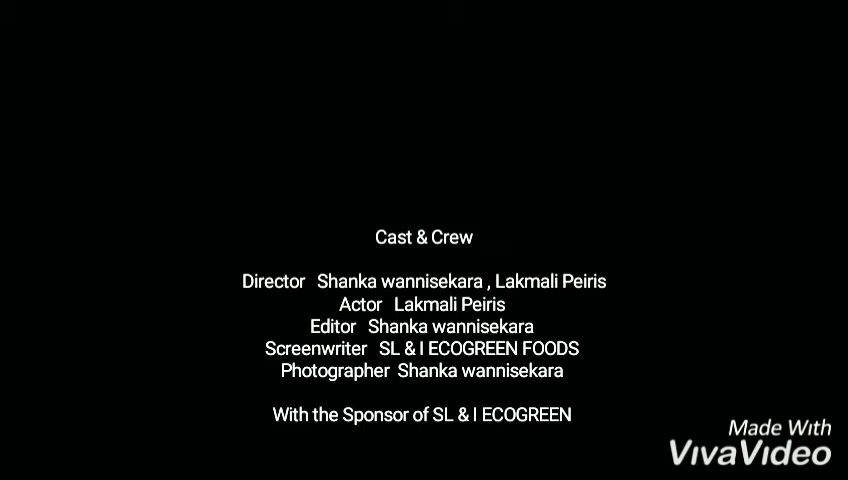 Cast & Crew
Director Shanka wannisekara , Lakmali Peiris
Actor Lakmali Peiris
Editor Shanka wannisekara
Screenwriter SL & I ECOGREEN FOODS
Photographer Shanka wannisekara
With the Sponsor of SL & I ECOGREEN
Made With
VivaVideo